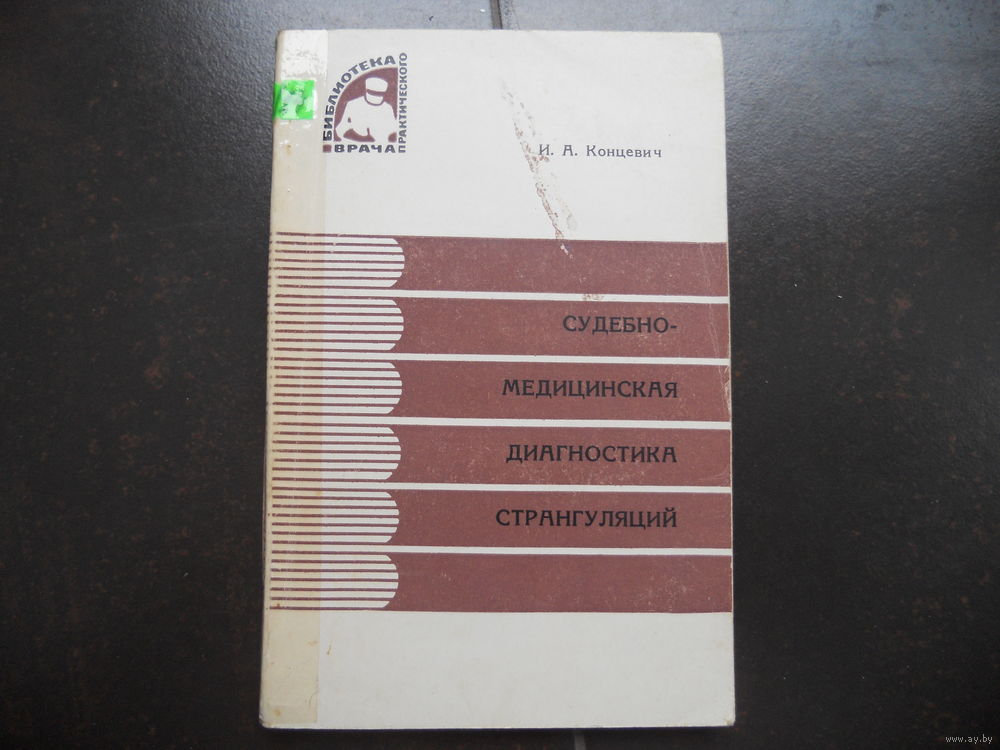 БИБЛИОТЕКА
ПРАКТИЧЕСКОГО
ВРАЧА
И. А. Концевич
СУДЕБНО-
МЕДИЦИНСКАЯ
ДИАГНОСТИКА
СТРАНГУЛЯЦИЙ
www.ay.by